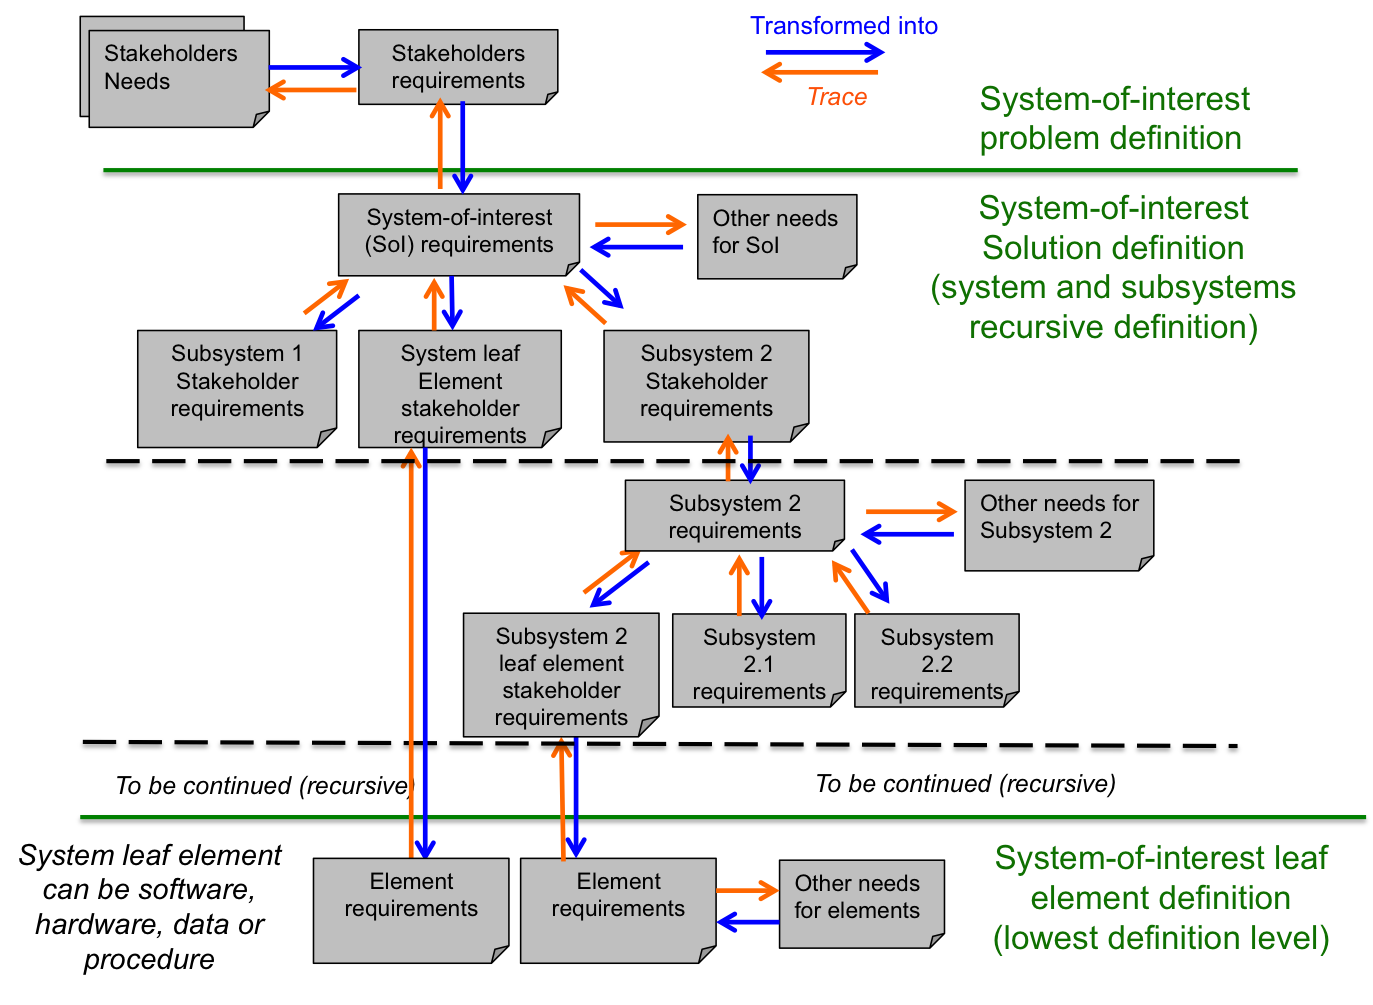 Stakeholders
Needs
Stakeholders
requirements
Transformed into
Trace
System-of-interest
problem definition
System-of-interest
(SoI) requirements
Other needs
for SoI
System-of-interest
Solution definition
(system and subsystems
recursive definition)
Subsystem 1
Stakeholder
requirements
System leaf
Element
stakeholder
requirements
Subsystem 2
Stakeholder
requirements
Subsystem 2
requirements
Other needs for
Subsystem 2
Subsystem 2
leaf element
stakeholder
requirements
Subsystem
2.1
requirements
Subsystem
2.2
requirements
To be continued (recursive)
To be continued (recursive)
System leaf element
can be software,
hardware, data or
procedure
Element
requirements
Element
requirements
Other needs
for elements
System-of-interest leaf
element definition
(lowest definition level)